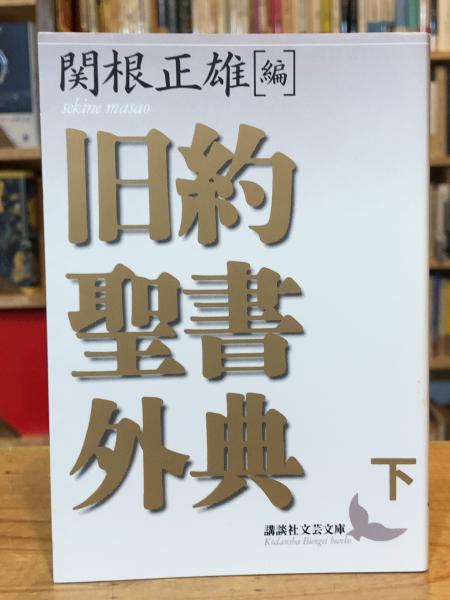 関根正雄[編]
sekine masao
旧約
聖書
外典
下
講談社文芸文庫
Kodansha Bungei bunko